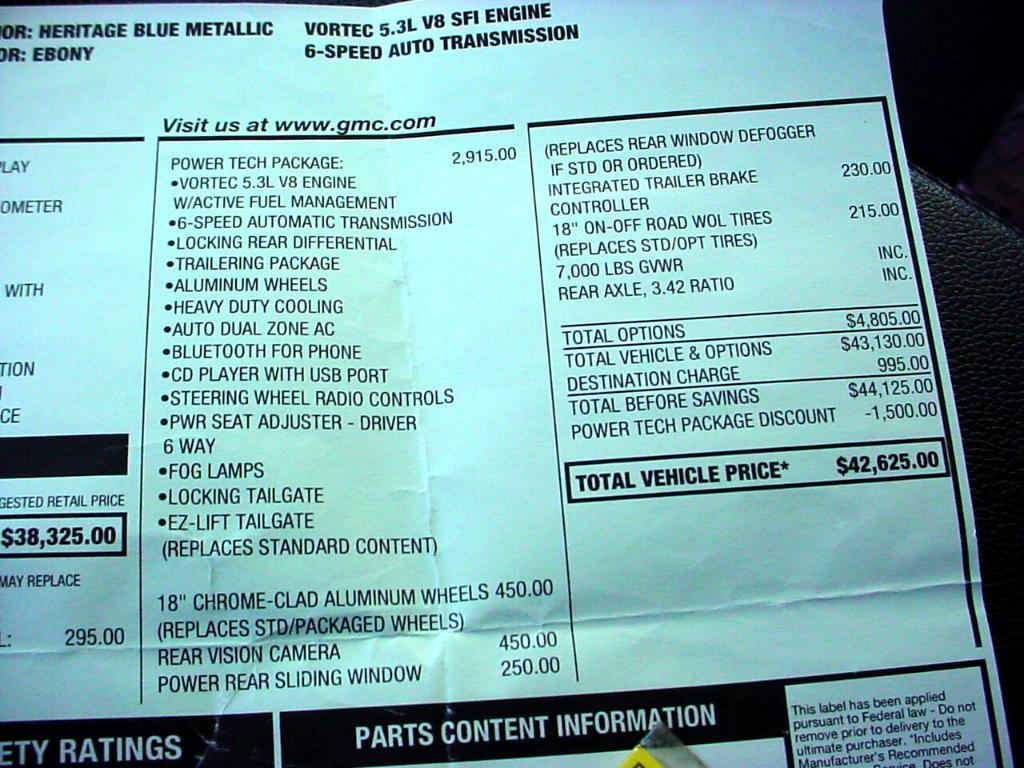 IOR: HERITAGE BLUE METALLIC
OR: EBONY
VORTEC 5.3L V8 SFI ENGINE
6-SPEED AUTO TRANSMISSION
PLAY
OMETER
WITH
TION
CE
GESTED RETAIL PRICE
$38,325.00
MAY REPLACE
L: 295.00
Visit us at www.gmc.com
POWER TECH PACKAGE: 2,915.00
•VORTEC 5.3L V8 ENGINE
W/ACTIVE FUEL MANAGEMENT
•6-SPEED AUTOMATIC TRANSMISSION
•LOCKING REAR DIFFERENTIAL
•TRAILERING PACKAGE
•ALUMINUM WHEELS
•HEAVY DUTY COOLING
•AUTO DUAL ZONE AC
•BLUETOOTH FOR PHONE
•CD PLAYER WITH USB PORT
•STEERING WHEEL RADIO CONTROLS
•PWR SEAT ADJUSTER - DRIVER
6 WAY
•FOG LAMPS
•LOCKING TAILGATE
•EZ-LIFT TAILGATE
(REPLACES STANDARD CONTENT)
18" CHROME-CLAD ALUMINUM WHEELS 450.00
(REPLACES STD/PACKAGED WHEELS)
REAR VISION CAMERA 450.00
POWER REAR SLIDING WINDOW 250.00
(REPLACES REAR WINDOW DEFOGGER
IF STD OR ORDERED)
INTEGRATED TRAILER BRAKE 230.00
CONTROLLER
18" ON-OFF ROAD WOL TIRES 215.00
(REPLACES STD/OPT TIRES)
7,000 LBS GVWR INC.
REAR AXLE, 3.42 RATIO INC.
TOTAL OPTIONS $4,805.00
TOTAL VEHICLE & OPTIONS $43,130.00
DESTINATION CHARGE 995.00
TOTAL BEFORE SAVINGS $44,125.00
POWER TECH PACKAGE DISCOUNT -1,500.00
TOTAL VEHICLE PRICE* $42,625.00
ETY RATINGS
PARTS CONTENT INFORMATION
This label has been applied
pursuant to Federal law - Do not
remove prior to delivery to the
ultimate purchaser. *Includes
Manufacturer's Recommended
Service. Does not